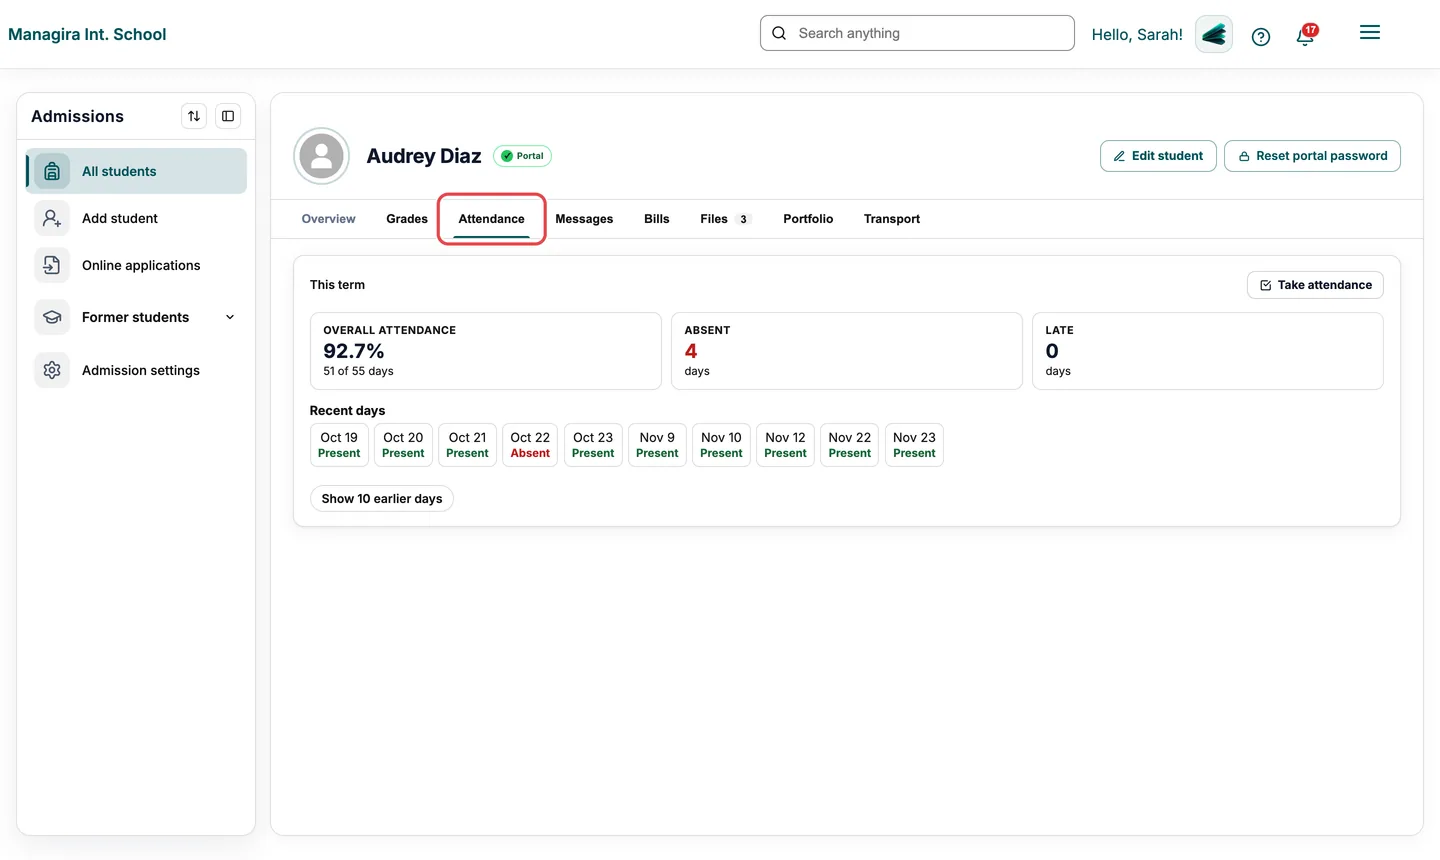 Managira Int. School
Search anything
Hello, Sarah!
17
Admissions
All students
Add student
Online applications
Former students
Admission settings
Audrey Diaz
Portal
Edit student
Reset portal password
Overview
Grades
Attendance
Messages
Bills
Files 3
Portfolio
Transport
This term
Take attendance
OVERALL ATTENDANCE
92.7%
51 of 55 days
ABSENT
4
days
LATE
0
days
Recent days
Oct 19
Present
Oct 20
Present
Oct 21
Present
Oct 22
Absent
Oct 23
Present
Nov 9
Present
Nov 10
Present
Nov 12
Present
Nov 22
Present
Nov 23
Present
Show 10 earlier days